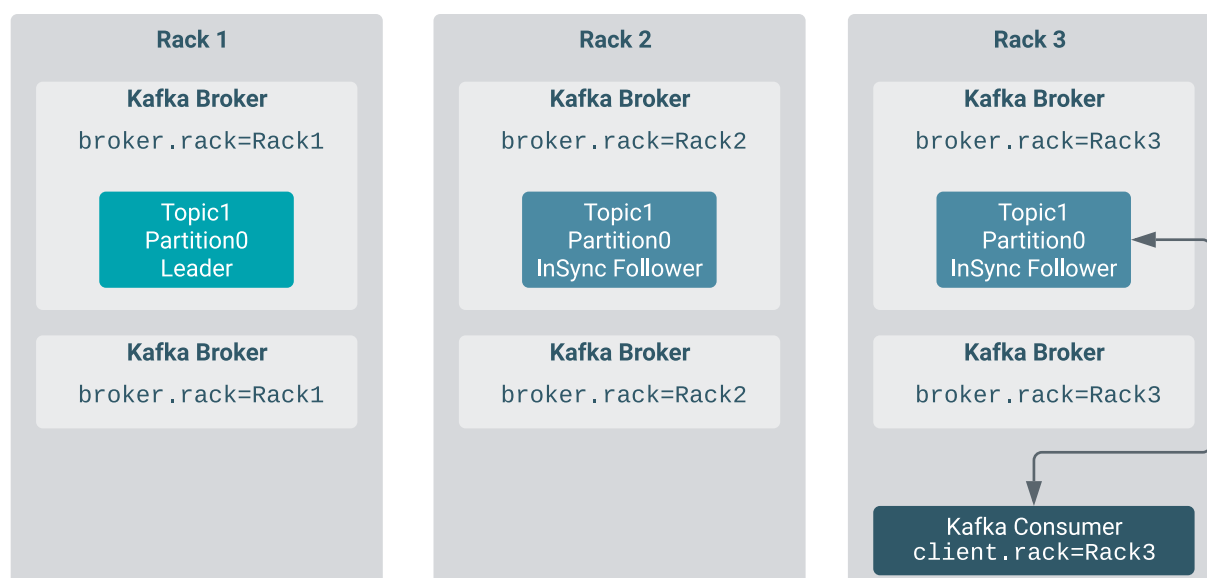 Rack 1
Kafka Broker
broker.rack=Rack1
Topic1
Partition0
Leader
Kafka Broker
broker.rack=Rack1
Rack 2
Kafka Broker
broker.rack=Rack2
Topic1
Partition0
InSync Follower
Kafka Broker
broker.rack=Rack2
Rack 3
Kafka Broker
broker.rack=Rack3
Topic1
Partition0
InSync Follower
Kafka Broker
broker.rack=Rack3
Kafka Consumer
client.rack=Rack3